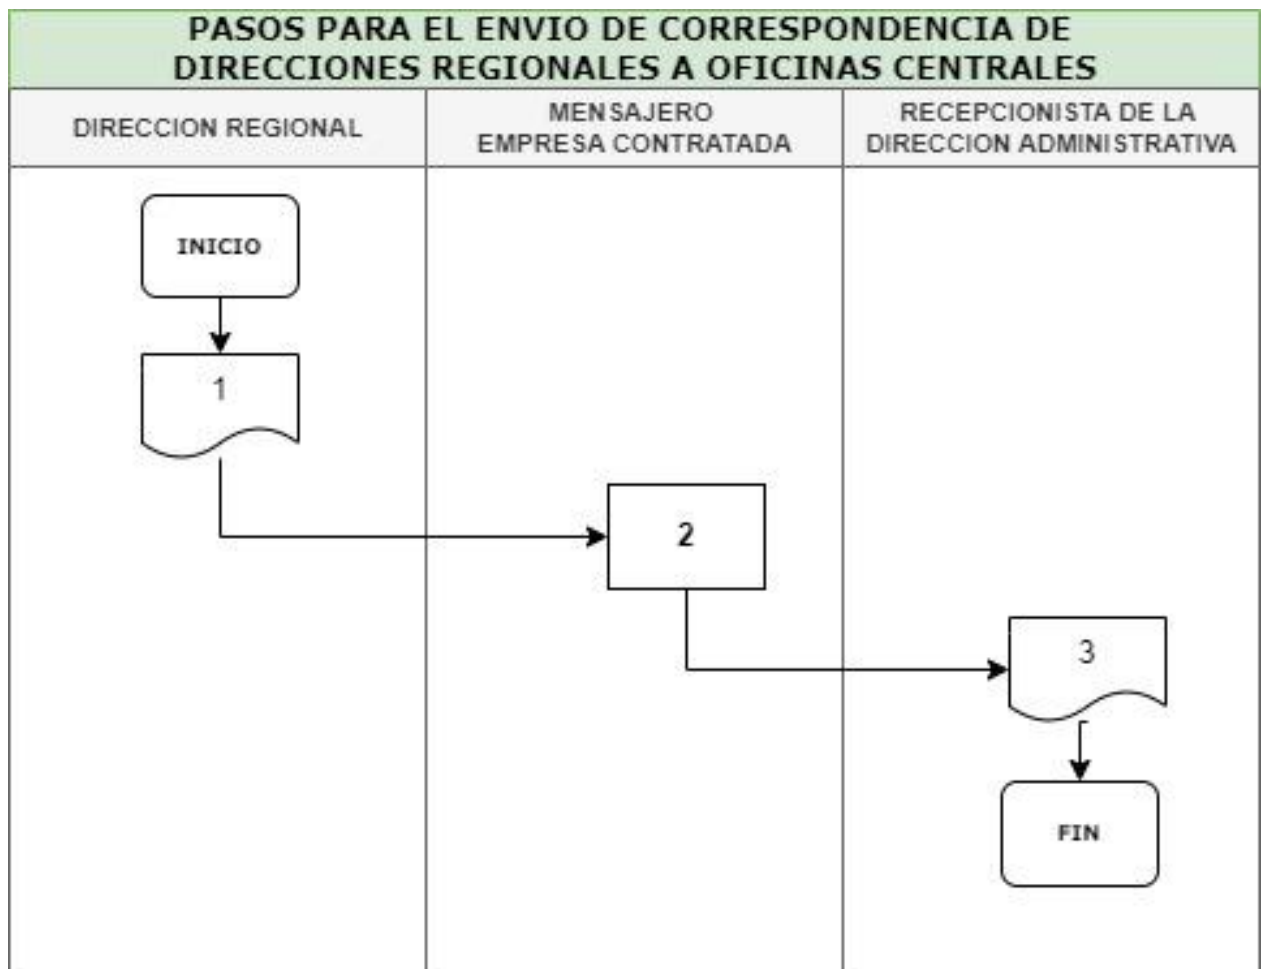 PASOS PARA EL ENVIO DE CORRESPONDENCIA DE
DIRECCIONES REGIONALES A OFICINAS CENTRALES
DIRECCION REGIONAL
MENSAJERO
EMPRESA CONTRATADA
RECEPCIONISTA DE LA
DIRECCION ADMINISTRATIVA
INICIO
1
2
3
FIN